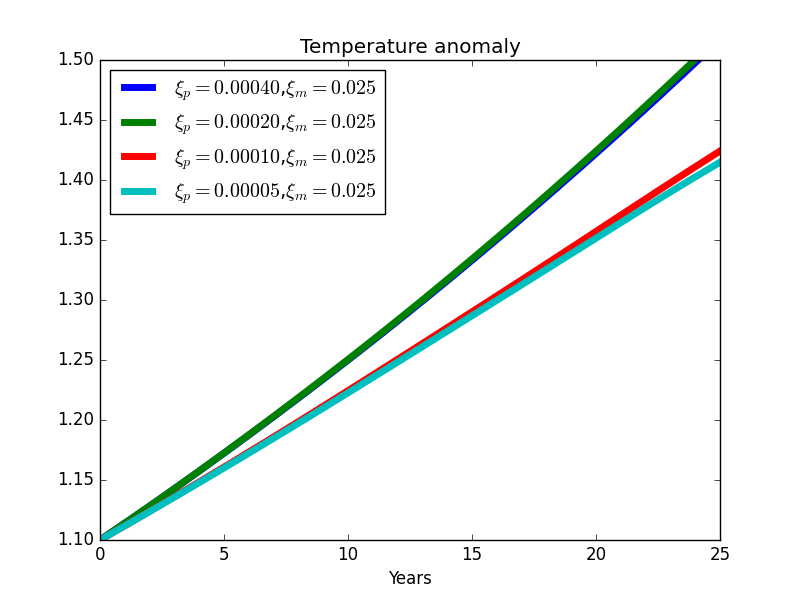 Temperature anomaly
1.50
1.45
1.40
1.35
1.30
1.25
1.20
1.15
1.10
ξₚ = 0.00040,ξₘ = 0.025
ξₚ = 0.00020,ξₘ = 0.025
ξₚ = 0.00010,ξₘ = 0.025
ξₚ = 0.00005,ξₘ = 0.025
0 5 10 15 20 25
Years